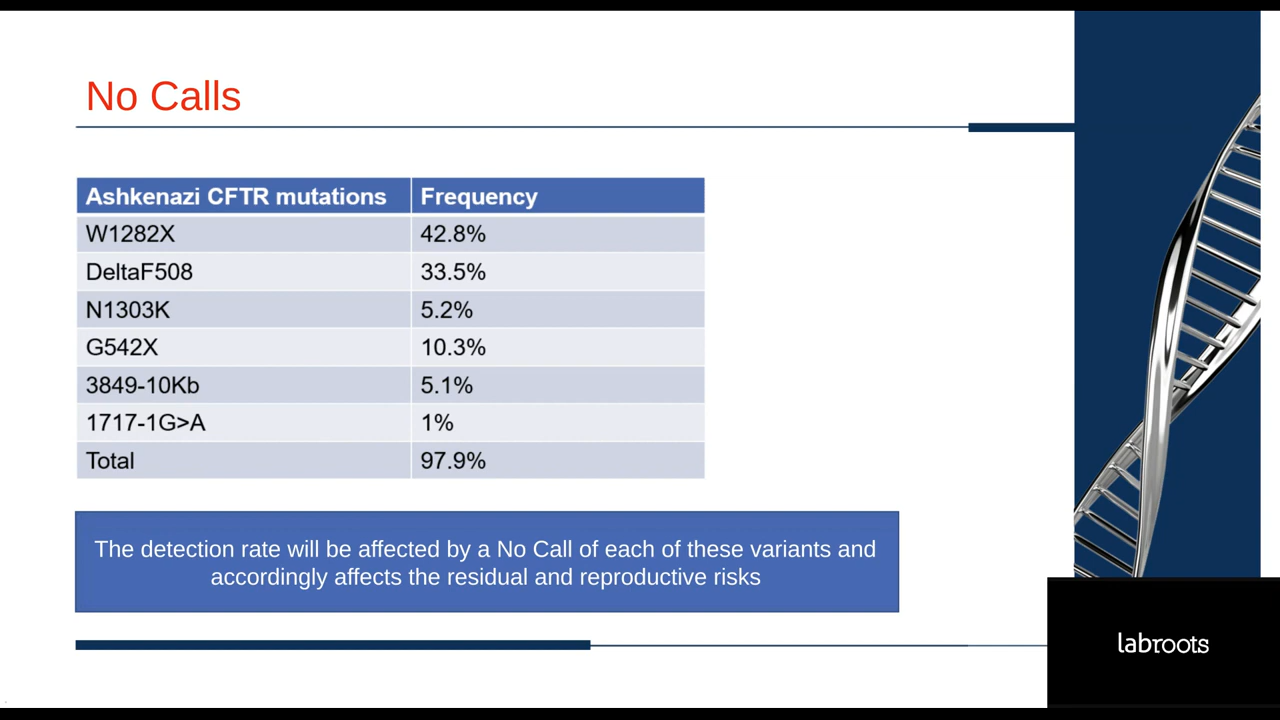 No Calls
Ashkenazi CFTR mutations Frequency
W1282X 42.8%
DeltaF508 33.5%
N1303K 5.2%
G542X 10.3%
3849-10Kb 5.1%
1717-1G>A 1%
Total 97.9%
The detection rate will be affected by a No Call of each of these variants and
accordingly affects the residual and reproductive risks
labroots